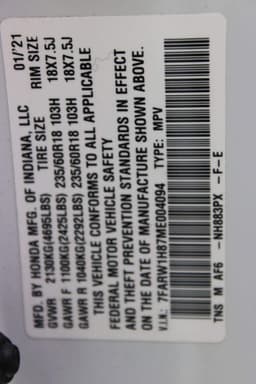 MFD. BY HONDA MFG. OF INDIANA, LLC 01/'21
TIRE SIZE RIM SIZE
GVWR 2130KG(4695LBS)
GAWR F 1100KG(2425LBS) 235/60R18 103H 18X7.5J
GAWR R 1040KG(2292LBS) 235/60R18 103H 18X7.5J
THIS VEHICLE CONFORMS TO ALL APPLICABLE
FEDERAL MOTOR VEHICLE SAFETY
AND THEFT PREVENTION STANDARDS IN EFFECT
ON THE DATE OF MANUFACTURE SHOWN ABOVE.
V.I.N.: 7FARW1H87ME004094 TYPE: MPV
TNS M AF6 -NH883PX -F-E